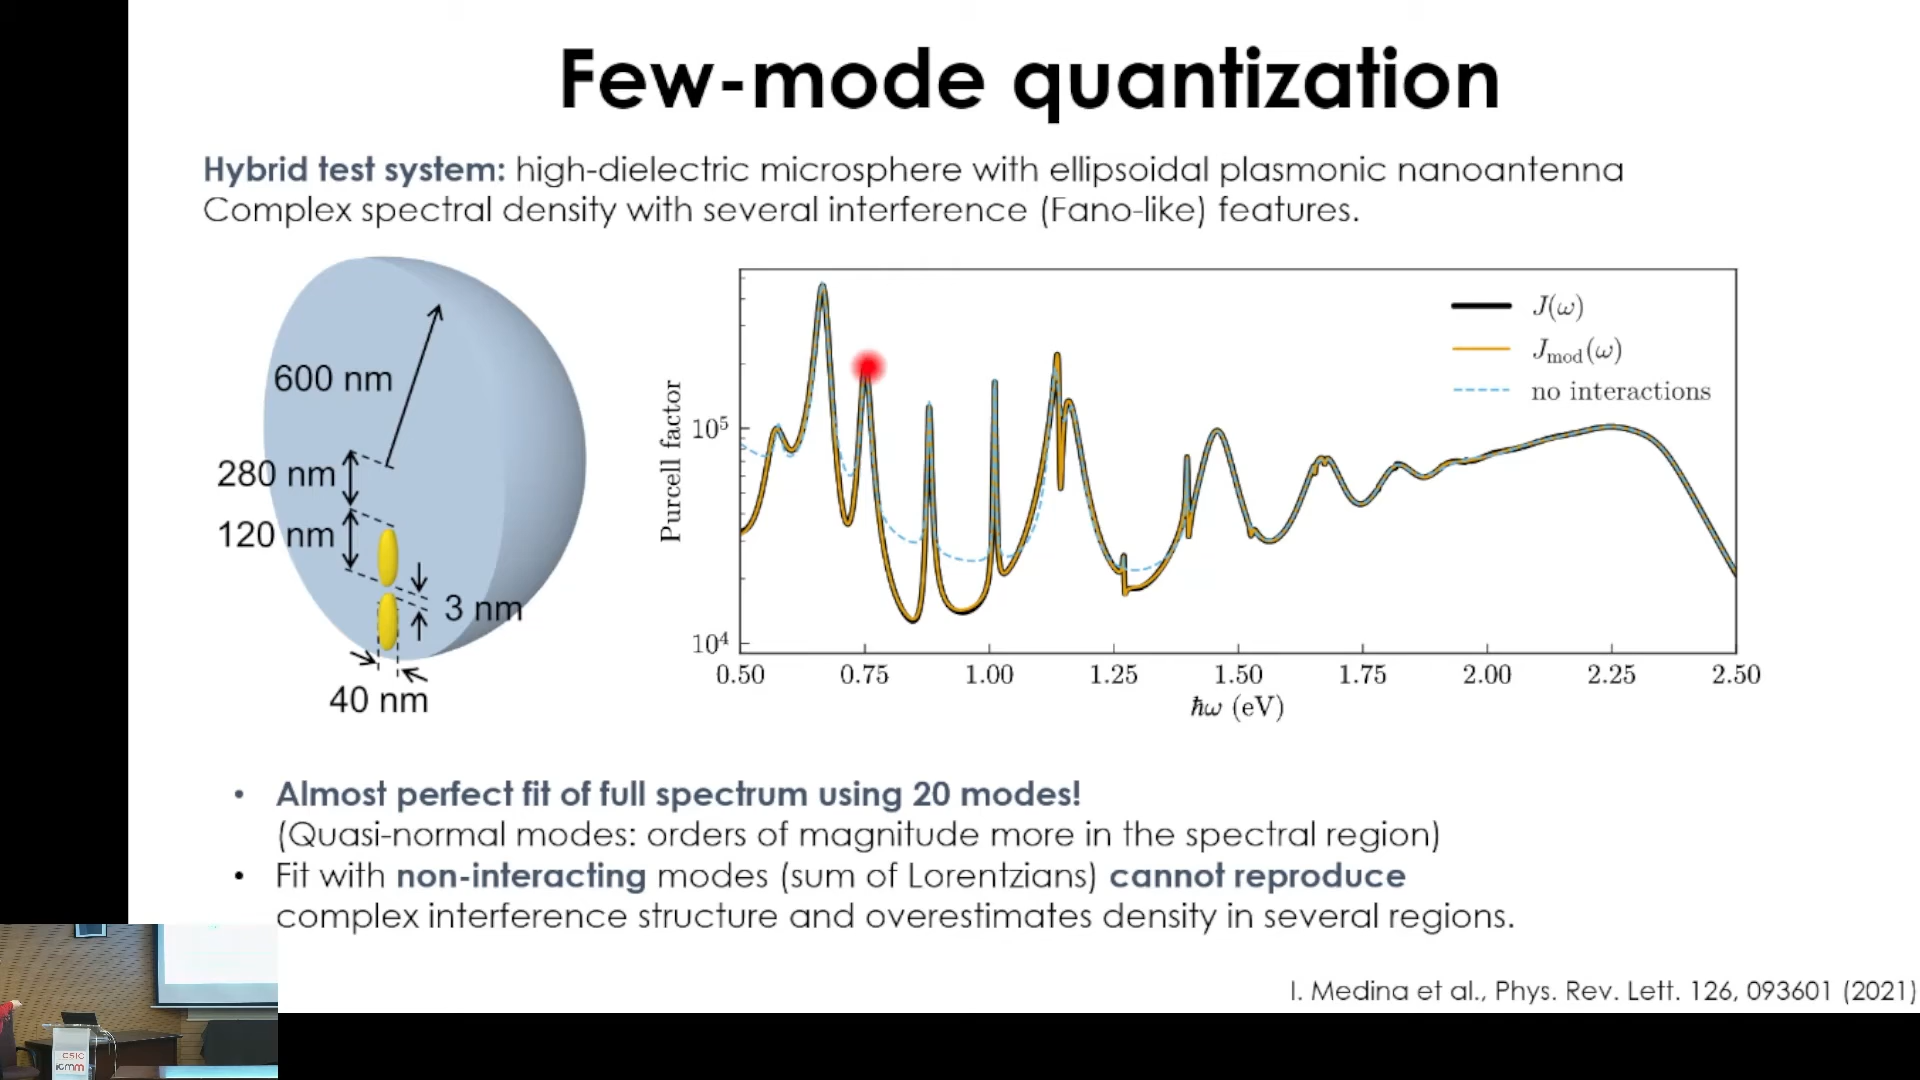 Few-mode quantization
Hybrid test system: high-dielectric microsphere with ellipsoidal plasmonic nanoantenna
Complex spectral density with several interference (Fano-like) features.
600 nm
280 nm
120 nm
3 nm
40 nm
Purcell factor
10⁵
10⁴
J(ω)
J_mod(ω)
no interactions
0.50 0.75 1.00 1.25 1.50 1.75 2.00 2.25 2.50
ħω (eV)
• Almost perfect fit of full spectrum using 20 modes!
(Quasi-normal modes: orders of magnitude more in the spectral region)
• Fit with non-interacting modes (sum of Lorentzians) cannot reproduce
complex interference structure and overestimates density in several regions.
I. Medina et al., Phys. Rev. Lett. 126, 093601 (2021)
CSIC
icmm